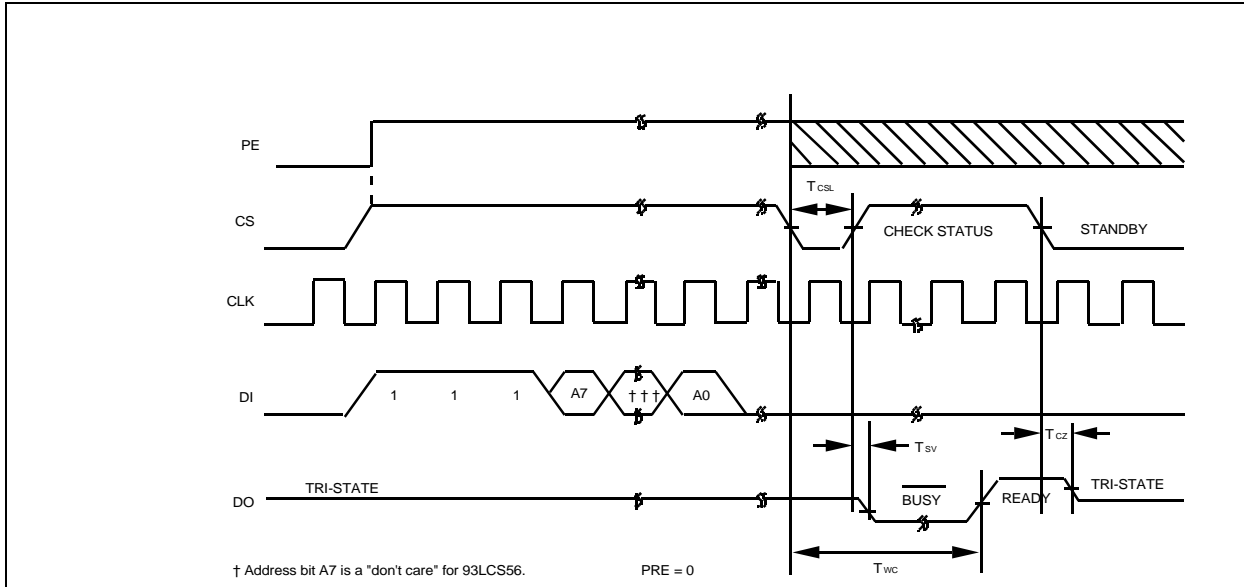 PE
T CSL
CS
CHECK STATUS
STANDBY
CLK
DI
1 1 1 A7 † † † A0
T SV
T CZ
DO
TRI-STATE
BUSY
READY
TRI-STATE
T WC
† Address bit A7 is a "don't care" for 93LCS56.
PRE = 0